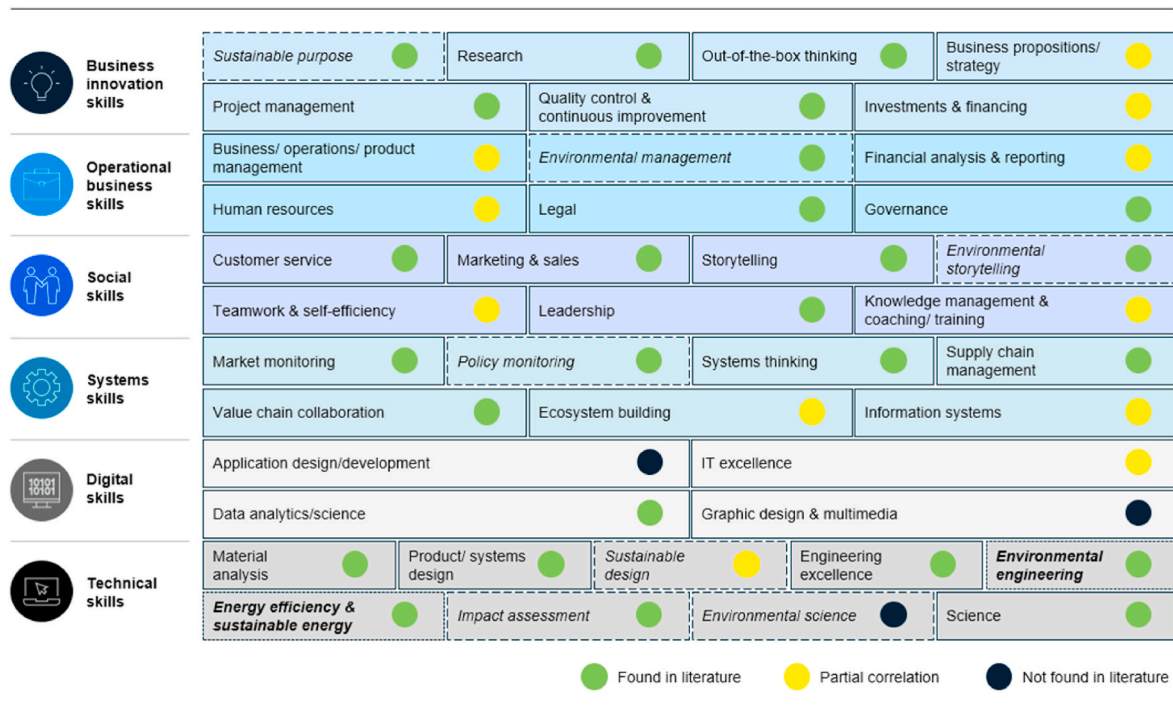 Business
innovation
skills
Sustainable purpose
Research
Out-of-the-box thinking
Business propositions/
strategy
Project management
Quality control &
continuous improvement
Investments & financing
Operational
business
skills
Business/ operations/ product
management
Environmental management
Financial analysis & reporting
Human resources
Legal
Governance
Social
skills
Customer service
Marketing & sales
Storytelling
Environmental
storytelling
Teamwork & self-efficiency
Leadership
Knowledge management &
coaching/ training
Systems
skills
Market monitoring
Policy monitoring
Systems thinking
Supply chain
management
Value chain collaboration
Ecosystem building
Information systems
10101
10101
Digital
skills
Application design/development
IT excellence
Data analytics/science
Graphic design & multimedia
Technical
skills
Material
analysis
Product/ systems
design
Sustainable
design
Engineering
excellence
Environmental
engineering
Energy efficiency &
sustainable energy
Impact assessment
Environmental science
Science
Found in literature
Partial correlation
Not found in literature